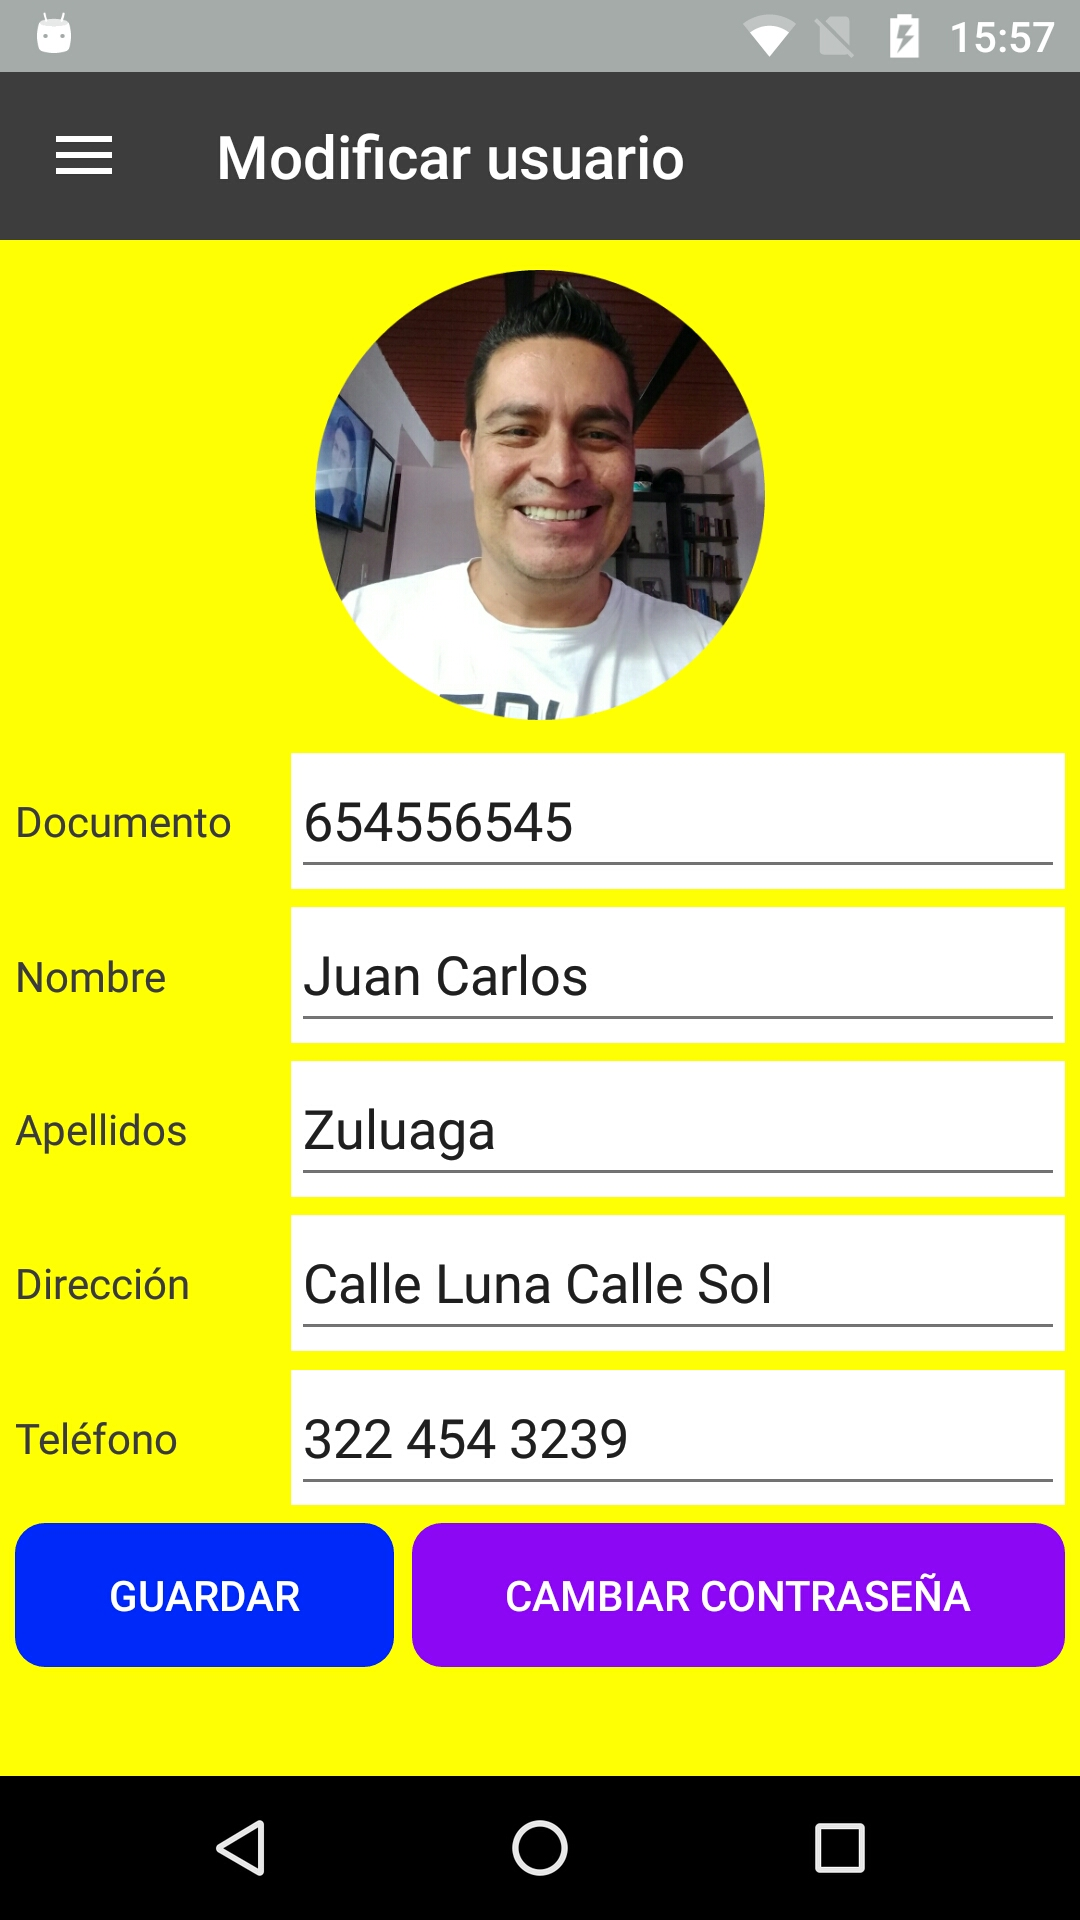 15:57
Modificar usuario
Documento 654556545
Nombre Juan Carlos
Apellidos Zuluaga
Dirección Calle Luna Calle Sol
Teléfono 322 454 3239
GUARDAR CAMBIAR CONTRASEÑA